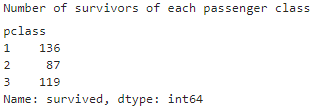 Number of survivors of each passenger class
pclass
1    136
2     87
3    119
Name: survived, dtype: int64